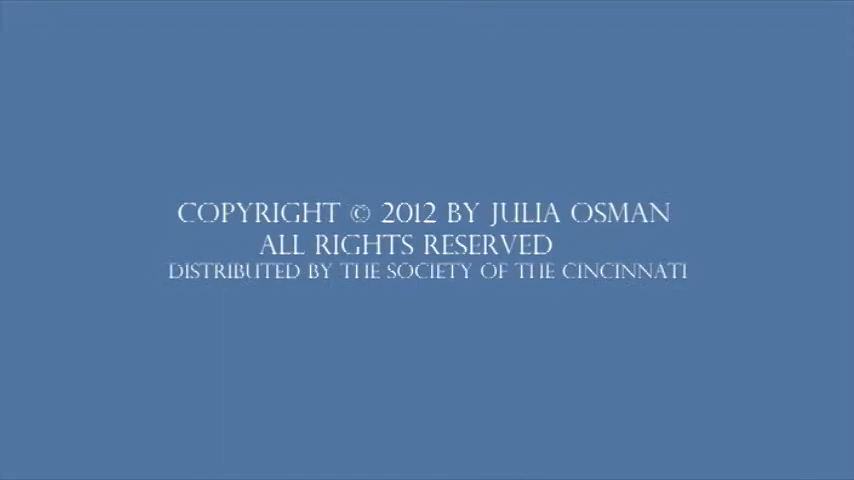 COPYRIGHT © 2012 BY JULIA OSMAN
ALL RIGHTS RESERVED
DISTRIBUTED BY THE SOCIETY OF THE CINCINNATI